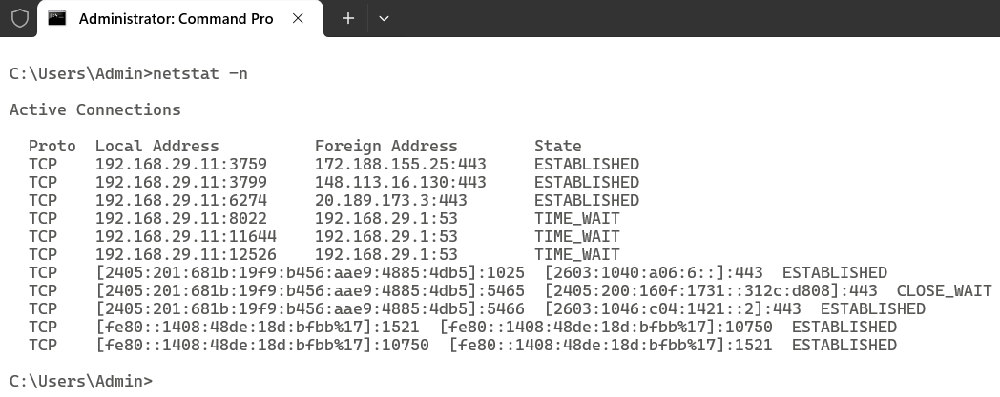 Administrator: Command Pro
C:\Users\Admin>netstat -n
Active Connections
Proto  Local Address          Foreign Address        State
TCP    192.168.29.11:3759     172.188.155.25:443     ESTABLISHED
TCP    192.168.29.11:3799     148.113.16.130:443     ESTABLISHED
TCP    192.168.29.11:6274     20.189.173.3:443       ESTABLISHED
TCP    192.168.29.11:8022     192.168.29.1:53        TIME_WAIT
TCP    192.168.29.11:11644    192.168.29.1:53        TIME_WAIT
TCP    192.168.29.11:12526    192.168.29.1:53        TIME_WAIT
TCP    [2405:201:681b:19f9:b456:aae9:4885:4db5]:1025  [2603:1040:a06:6::]:443  ESTABLISHED
TCP    [2405:201:681b:19f9:b456:aae9:4885:4db5]:5465  [2405:200:160f:1731::312c:d808]:443  CLOSE_WAIT
TCP    [2405:201:681b:19f9:b456:aae9:4885:4db5]:5466  [2603:1046:c04:1421::2]:443  ESTABLISHED
TCP    [fe80::1408:48de:18d:bfbb%17]:1521  [fe80::1408:48de:18d:bfbb%17]:10750  ESTABLISHED
TCP    [fe80::1408:48de:18d:bfbb%17]:10750  [fe80::1408:48de:18d:bfbb%17]:1521  ESTABLISHED
C:\Users\Admin>